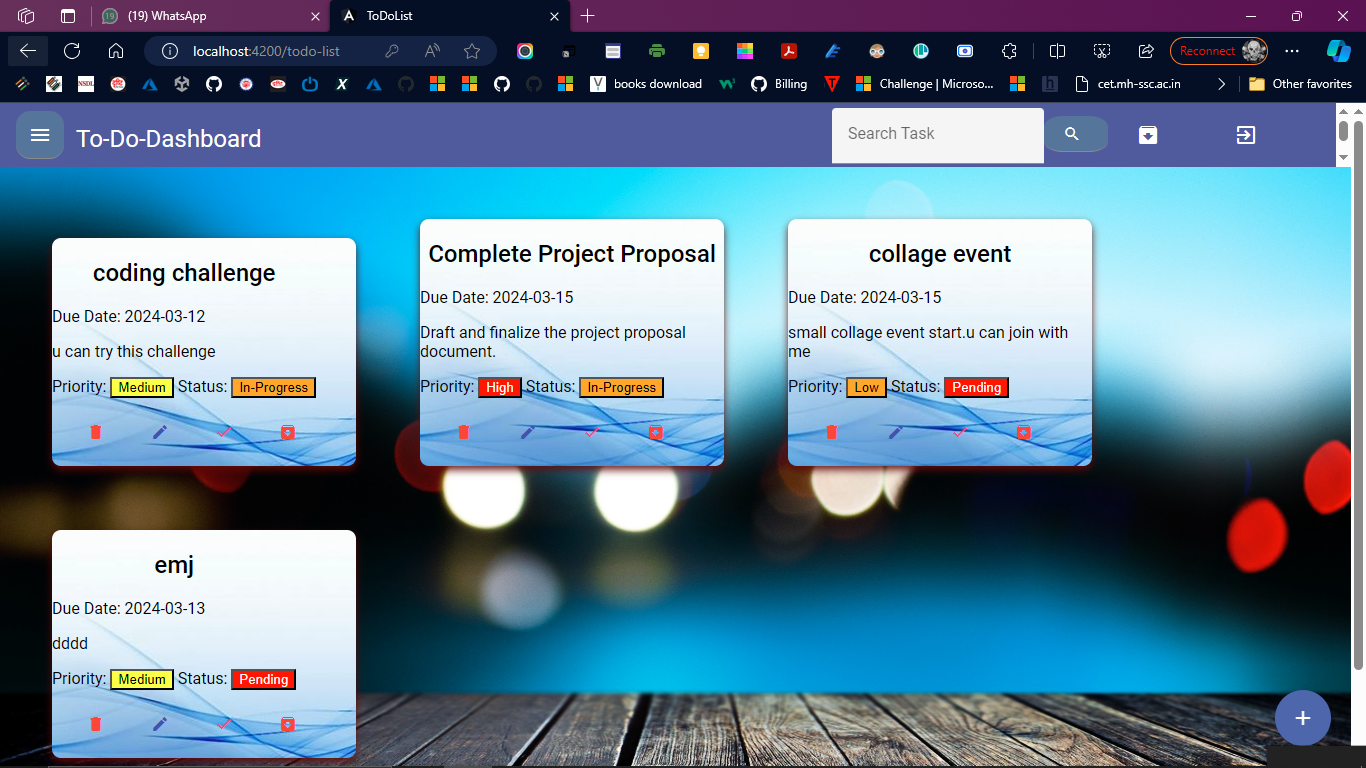 (19) WhatsApp
ToDoList
localhost:4200/todo-list
Reconnect
books download
Billing
Challenge | Microso...
cet.mh-ssc.ac.in
Other favorites
To-Do-Dashboard
Search Task
coding challenge
Due Date: 2024-03-12
u can try this challenge
Priority: Medium Status: In-Progress
Complete Project Proposal
Due Date: 2024-03-15
Draft and finalize the project proposal
document.
Priority: High Status: In-Progress
collage event
Due Date: 2024-03-15
small collage event start.u can join with
me
Priority: Low Status: Pending
emj
Due Date: 2024-03-13
dddd
Priority: Medium Status: Pending